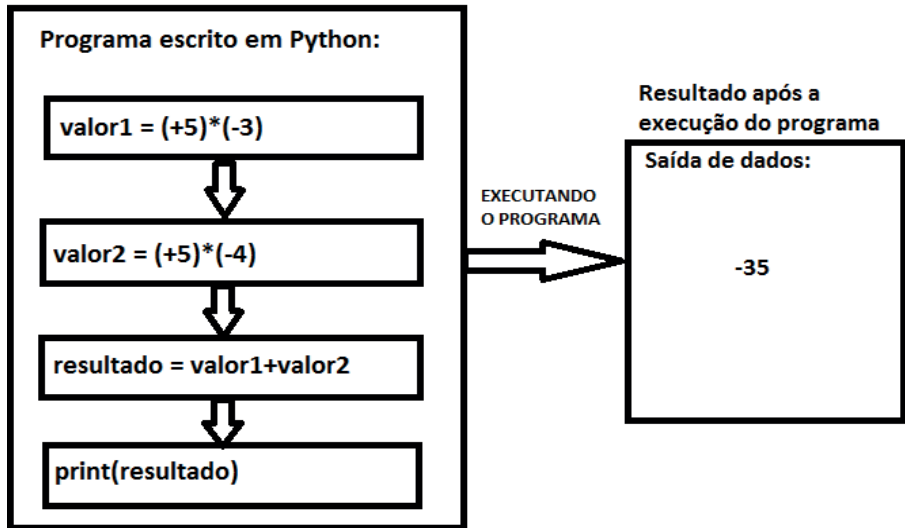 Programa escrito em Python:
valor1 = (+5)*(-3)
valor2 = (+5)*(-4)
resultado = valor1+valor2
print(resultado)
EXECUTANDO
O PROGRAMA
Resultado após a
execução do programa
Saída de dados:
-35